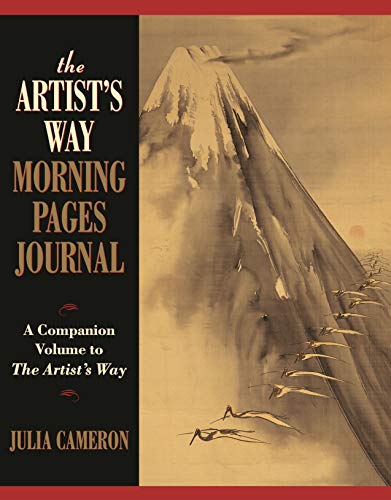 the
ARTIST'S
WAY
MORNING
PAGES
JOURNAL
A Companion
Volume to
The Artist's Way
JULIA CAMERON